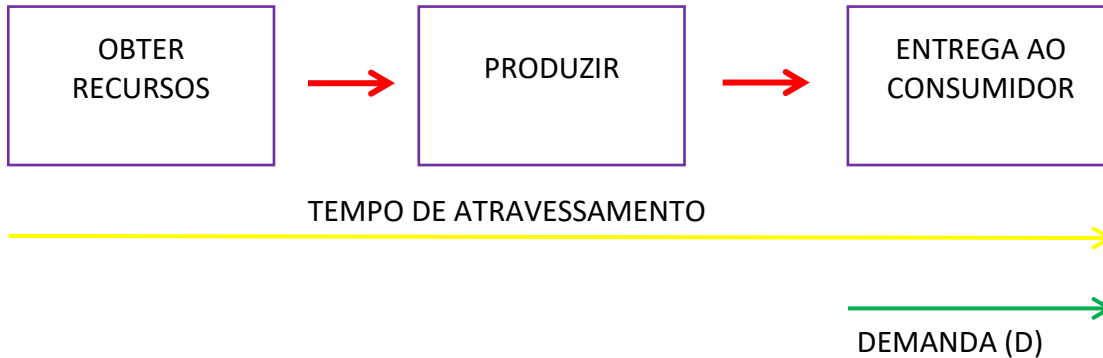 OBTER
RECURSOS
PRODUZIR
ENTREGA AO
CONSUMIDOR
TEMPO DE ATRAVESSAMENTO
DEMANDA (D)